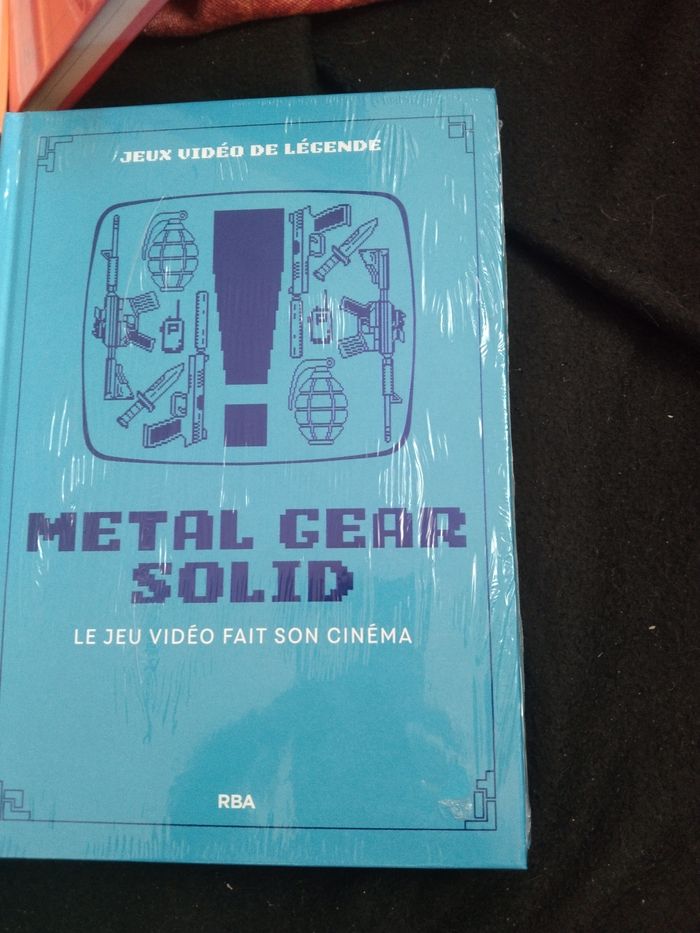 JEUX VIDÉO DE LÉGENDE
!
METAL GEAR
SOLID
LE JEU VIDÉO FAIT SON CINÉMA
RBA